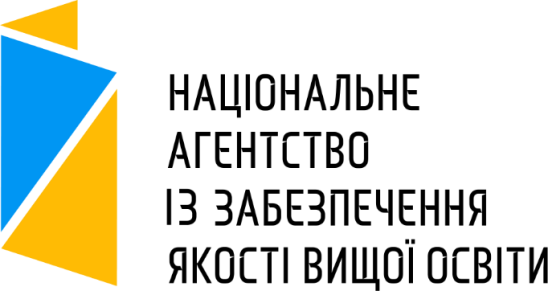 НАЦІОНАЛЬНЕ
АГЕНТСТВО
ІЗ ЗАБЕЗПЕЧЕННЯ
ЯКОСТІ ВИЩОЇ ОСВІТИ